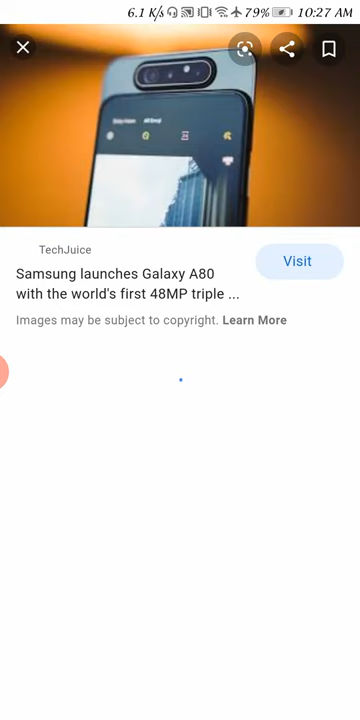 6.1 K/s 79% 10:27 AM
TechJuice
Samsung launches Galaxy A80
with the world's first 48MP triple ...
Visit
Images may be subject to copyright. Learn More